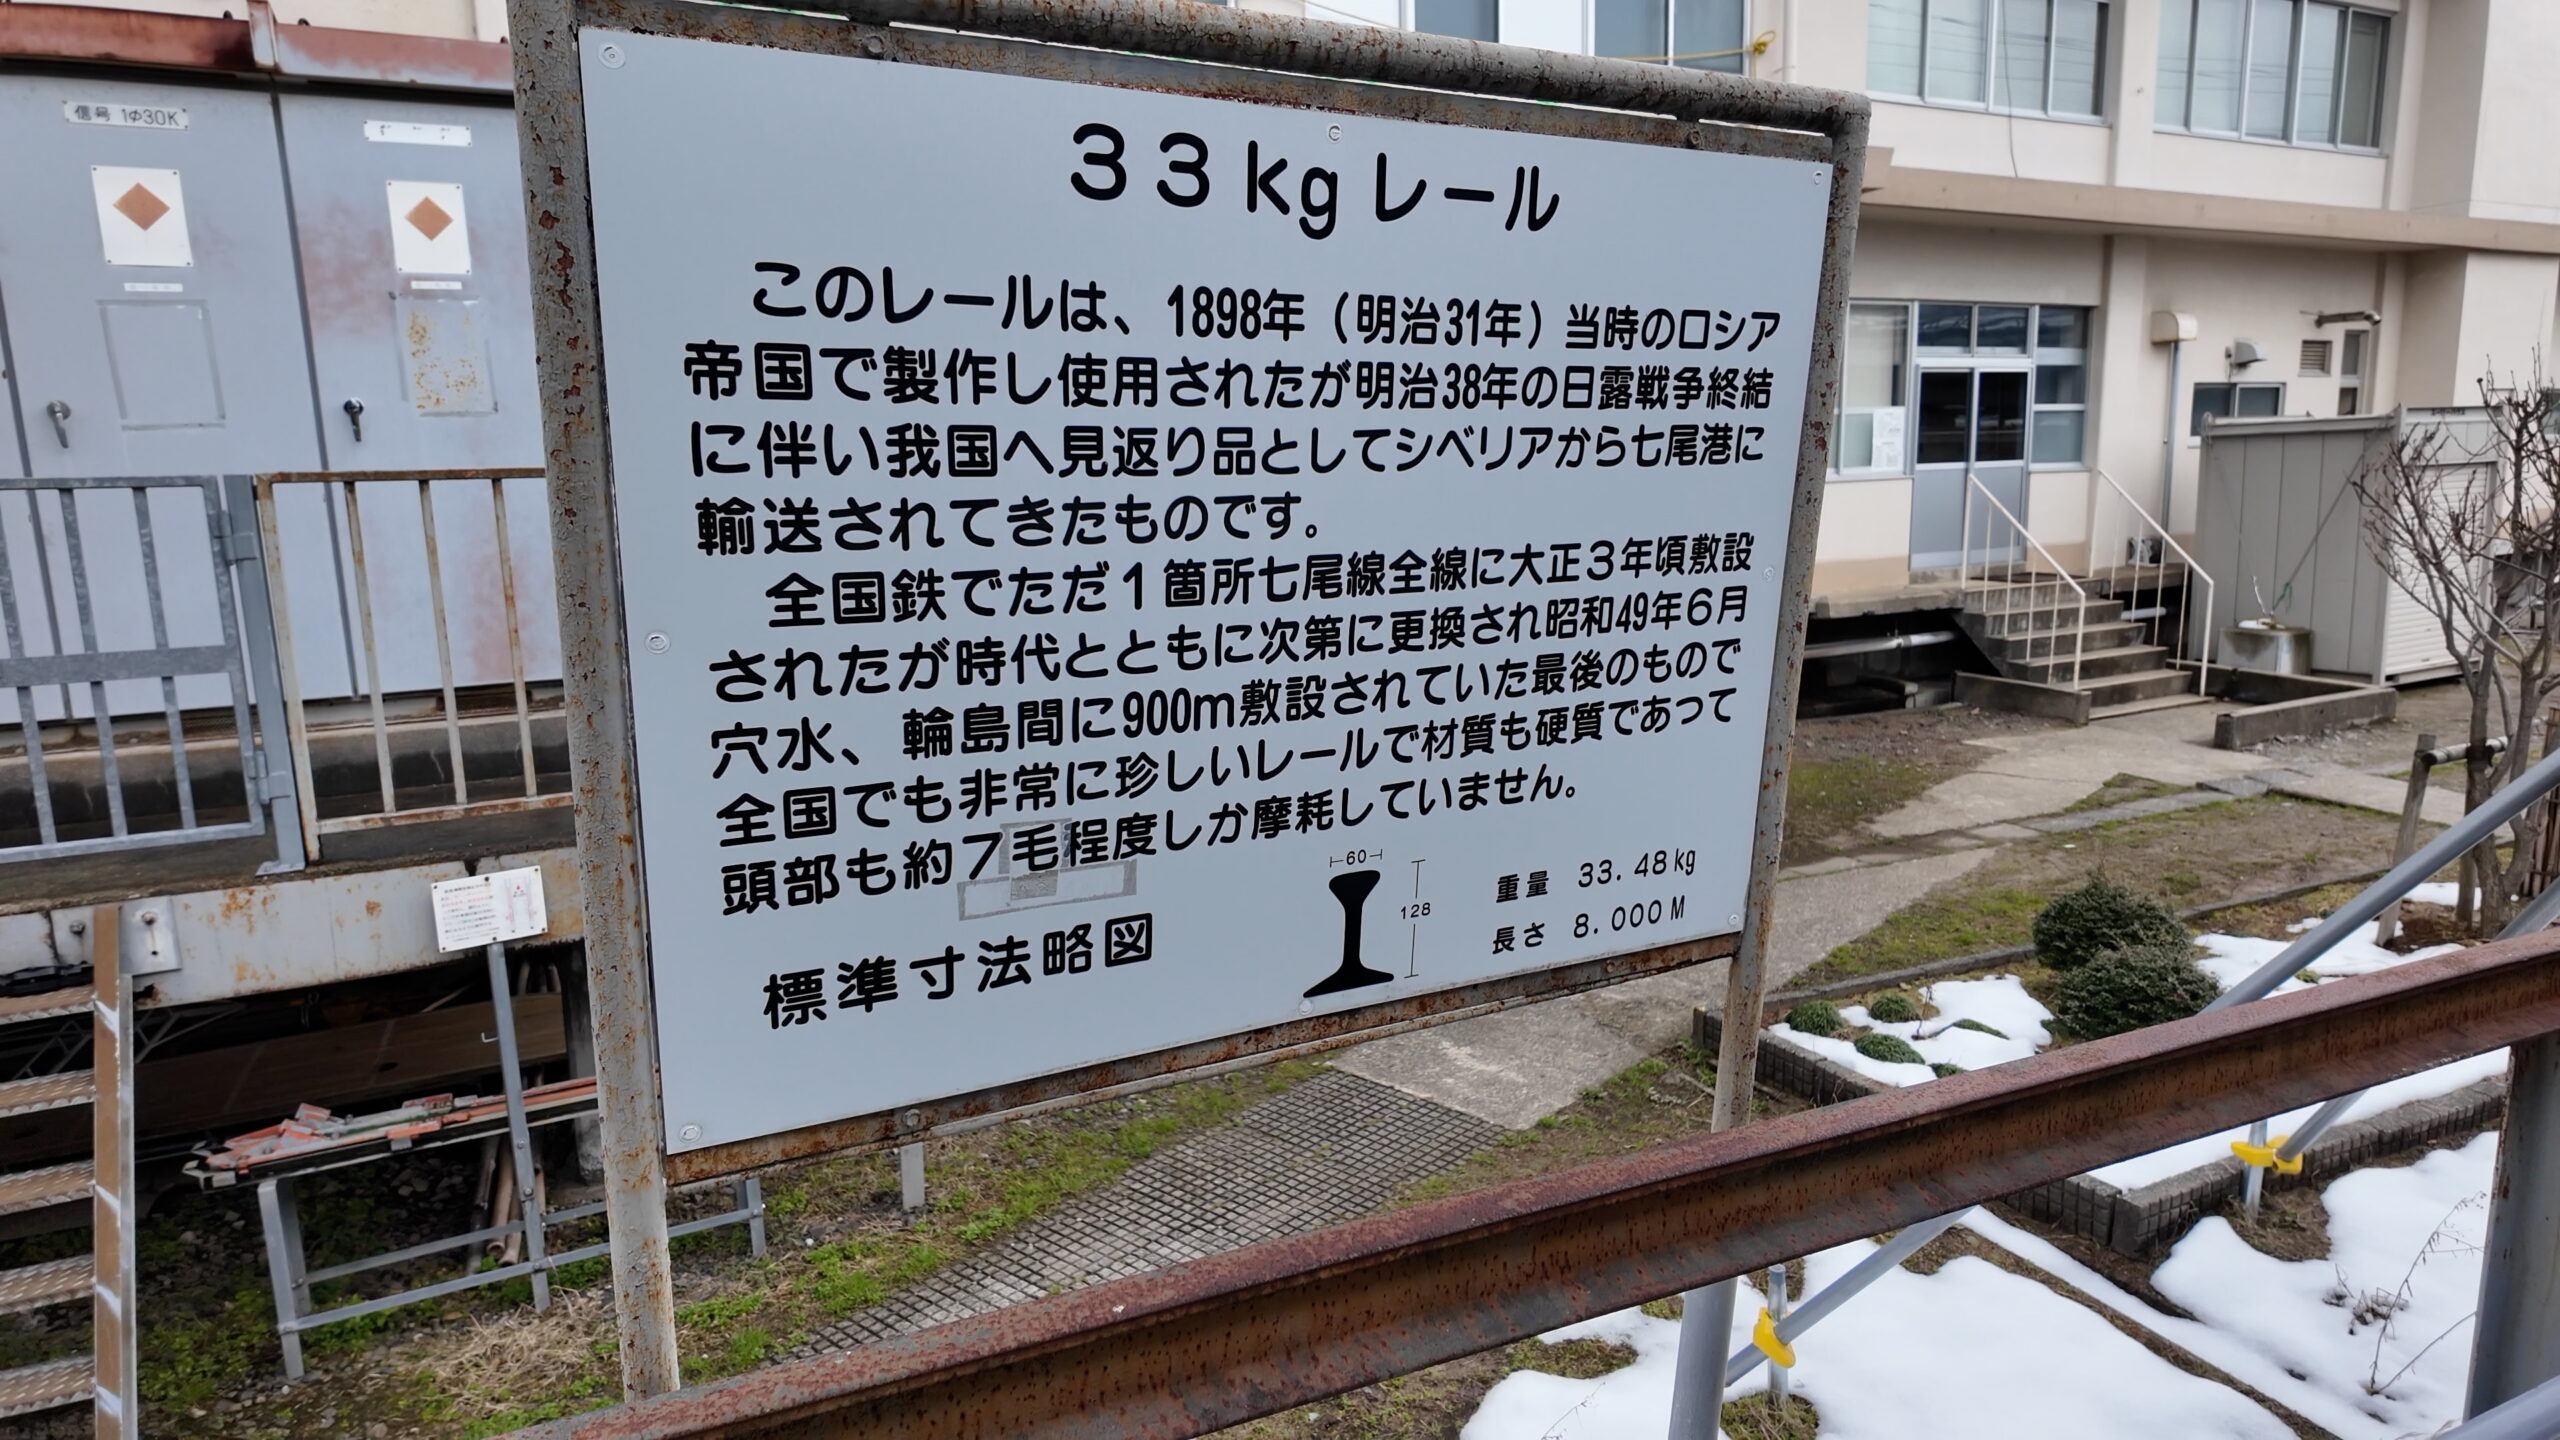 信号 1φ30K
33kgレール
このレールは、1898年（明治31年）当時のロシア
帝国で製作し使用されたが明治38年の日露戦争終結
に伴い我国へ見返り品としてシベリアから七尾港に
輸送されてきたものです。
全国鉄でただ1箇所七尾線全線に大正3年頃敷設
されたが時代とともに次第に更換され昭和49年6月
穴水、輪島間に900m敷設されていた最後のもので
全国でも非常に珍しいレールで材質も硬質であって
頭部も約7毛程度しか摩耗していません。
標準寸法略図
60
128
重量 33.48kg
長さ 8.000M